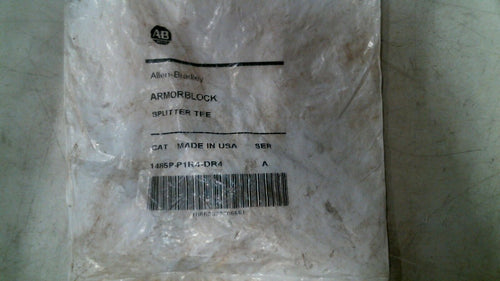 AB
Allen-Bradley
ARMORBLOCK
SPLITTER TEE
CAT MADE IN USA SER
1485P-P1R4-DR4 A